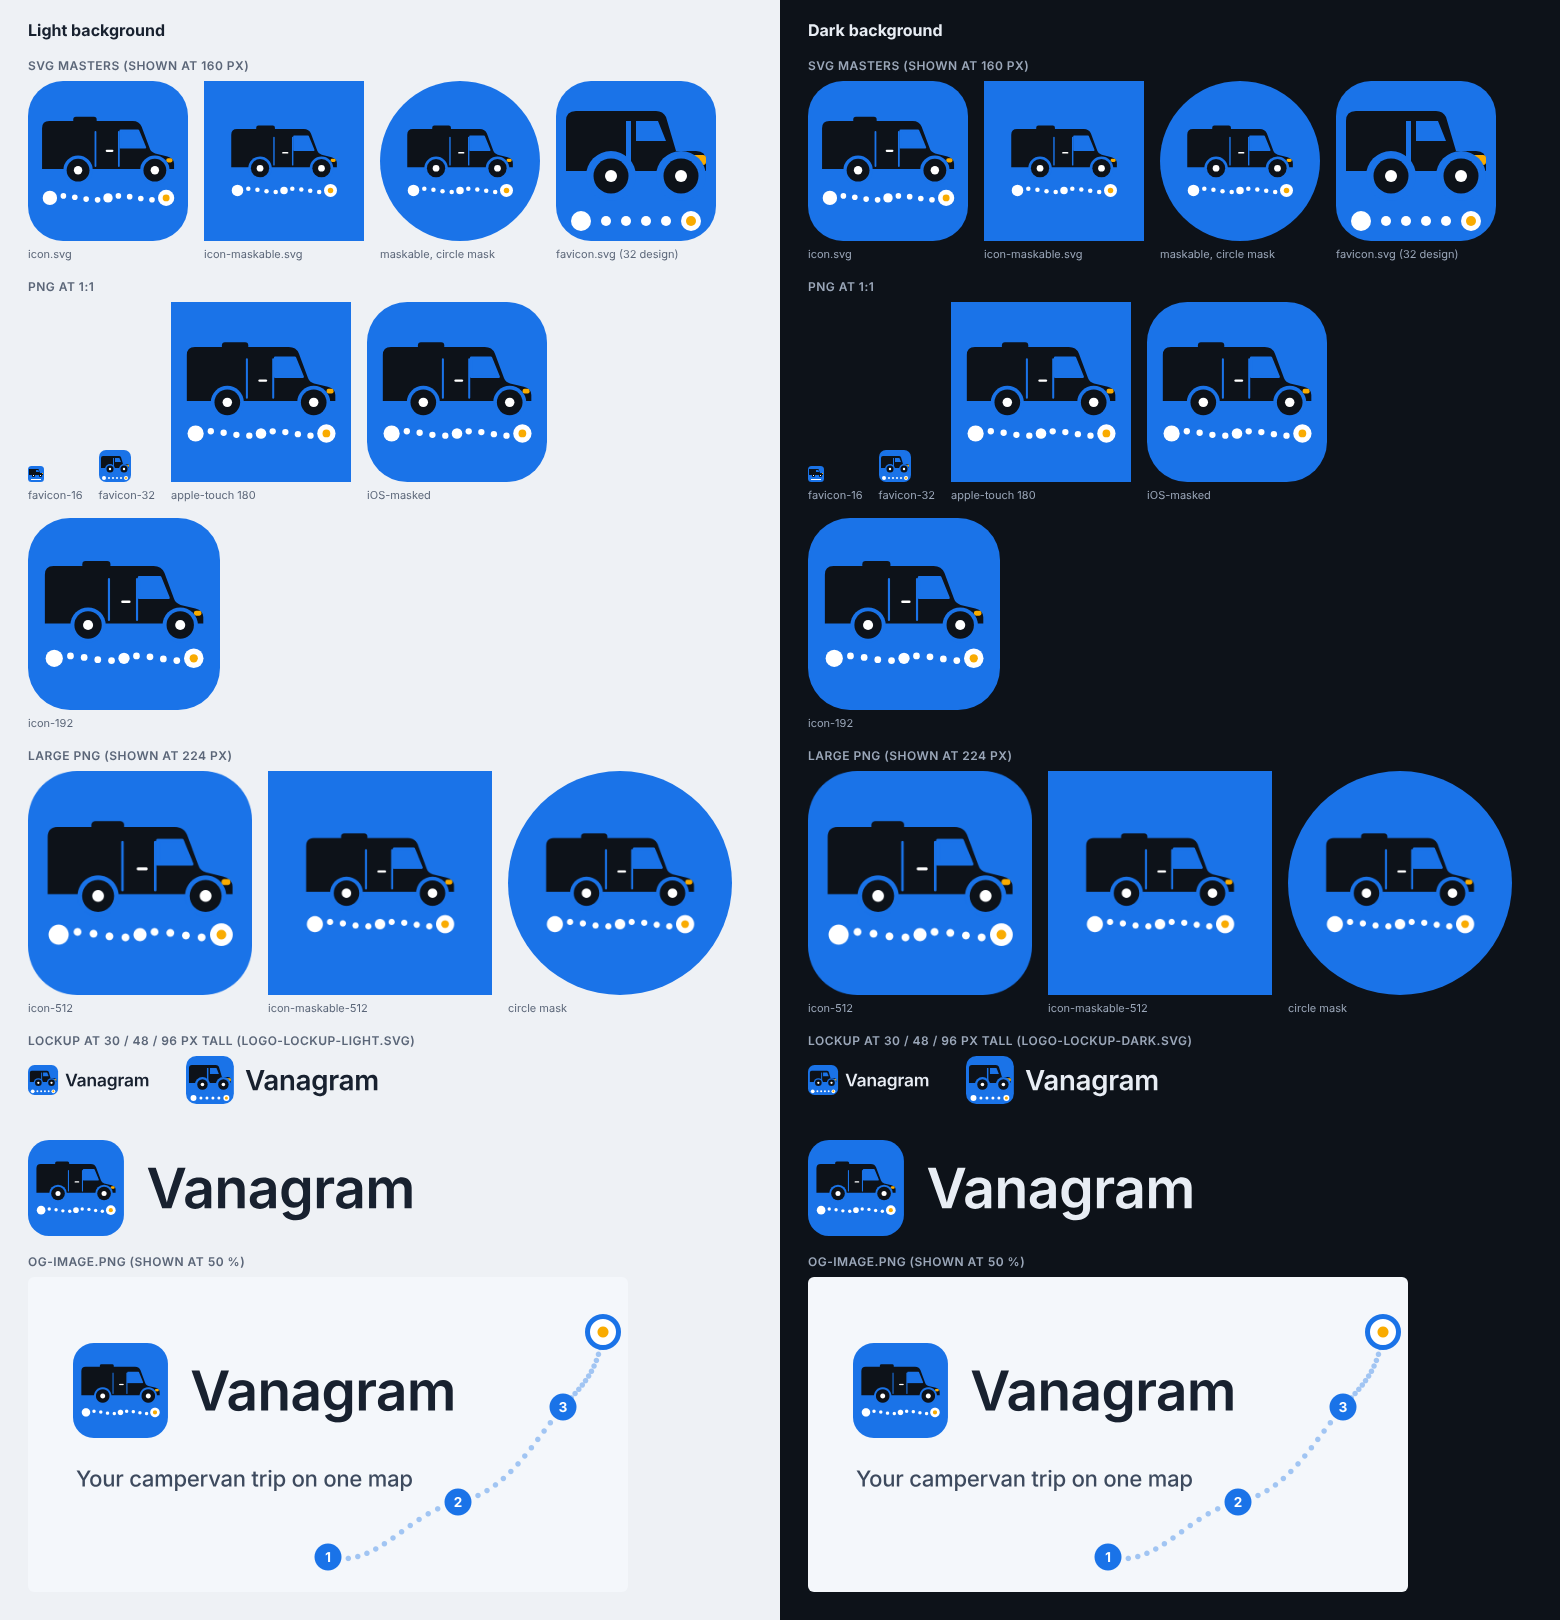 Light background
SVG MASTERS (SHOWN AT 160 PX)
icon.svg
icon-maskable.svg
maskable, circle mask
favicon.svg (32 design)
PNG AT 1:1
favicon-16
favicon-32
apple-touch 180
iOS-masked
icon-192
LARGE PNG (SHOWN AT 224 PX)
icon-512
icon-maskable-512
circle mask
LOCKUP AT 30 / 48 / 96 PX TALL (LOGO-LOCKUP-LIGHT.SVG)
Vanagram
Vanagram
Vanagram
OG-IMAGE.PNG (SHOWN AT 50 %)
Vanagram
Your campervan trip on one map
3
2
1
Dark background
SVG MASTERS (SHOWN AT 160 PX)
icon.svg
icon-maskable.svg
maskable, circle mask
favicon.svg (32 design)
PNG AT 1:1
favicon-16
favicon-32
apple-touch 180
iOS-masked
icon-192
LARGE PNG (SHOWN AT 224 PX)
icon-512
icon-maskable-512
circle mask
LOCKUP AT 30 / 48 / 96 PX TALL (LOGO-LOCKUP-DARK.SVG)
Vanagram
Vanagram
Vanagram
OG-IMAGE.PNG (SHOWN AT 50 %)
Vanagram
Your campervan trip on one map
3
2
1